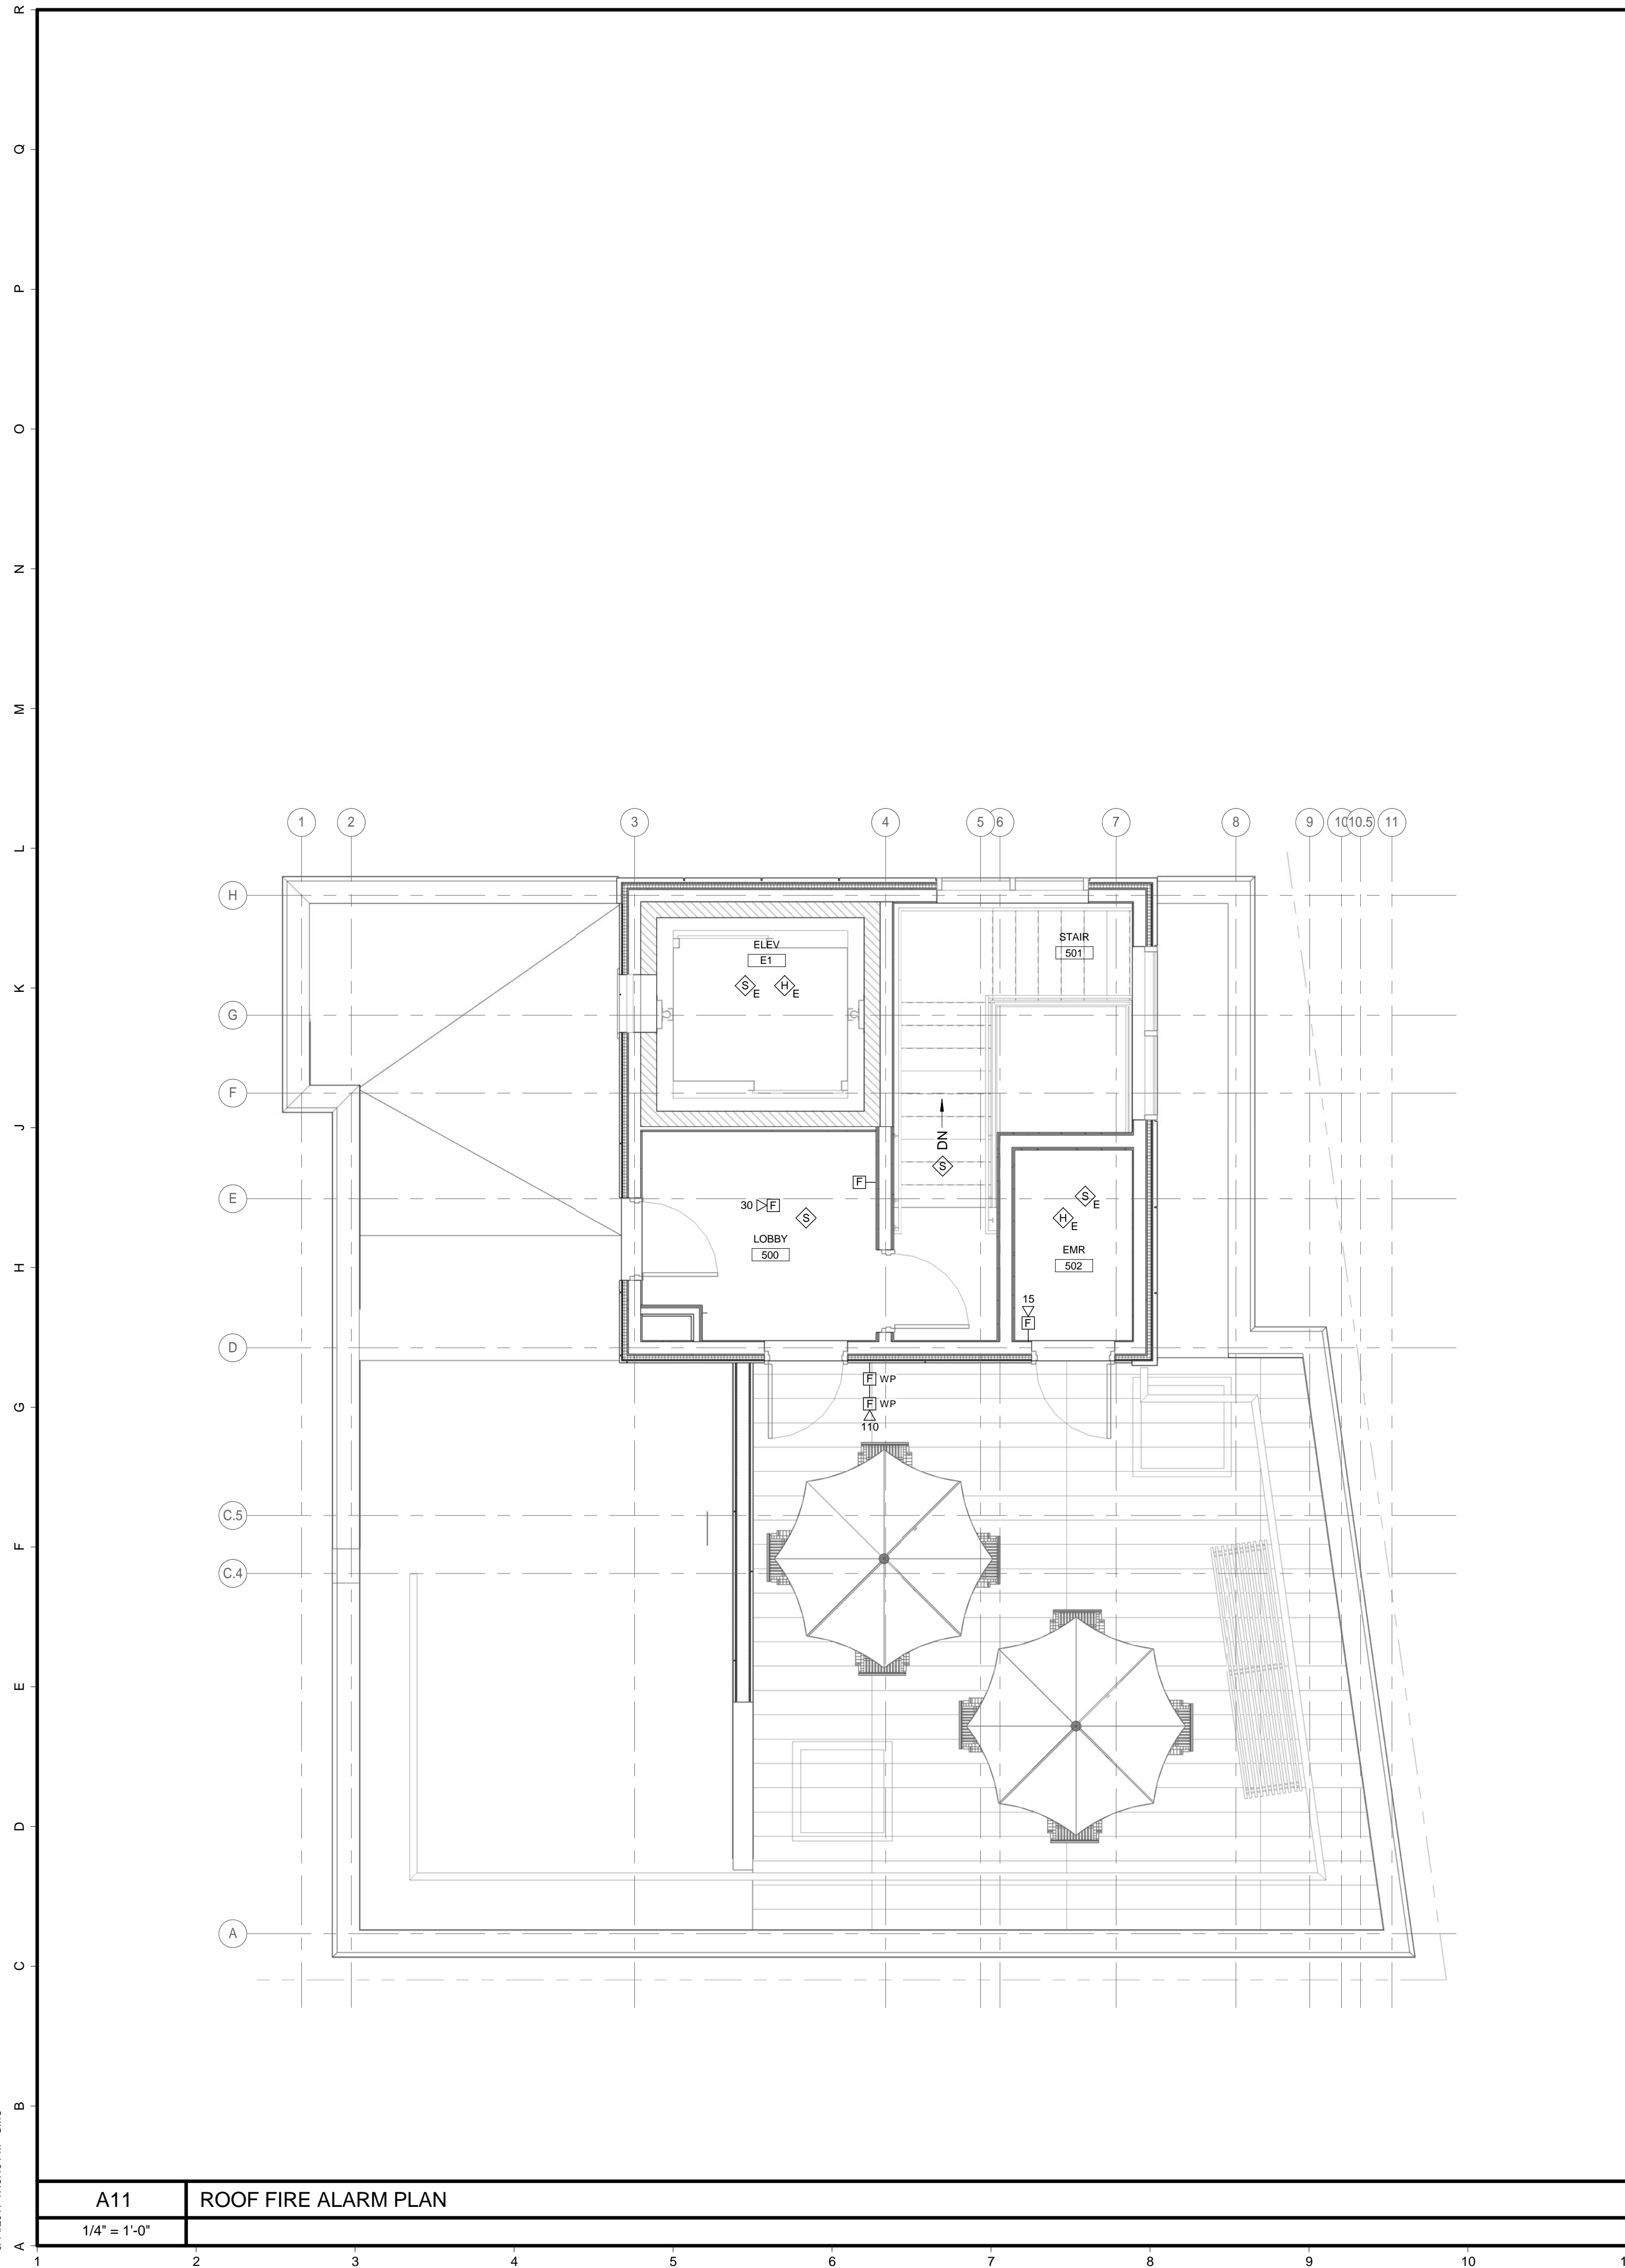 R
Q
P
O
N
M
L
K
J
H
G
F
E
D
C
B
A
1 2 3 4 5 6 7 8 9 10 10.5 11
H
G
F
E
D
C.5
C.4
A
ELEV
E1
S E H E
STAIR
501
DN
S
F
30 F
S
LOBBY
500
S E
H E
EMR
502
15
F
F WP
F WP
110
A11 ROOF FIRE ALARM PLAN
1/4" = 1'-0"
1 2 3 4 5 6 7 8 9 10